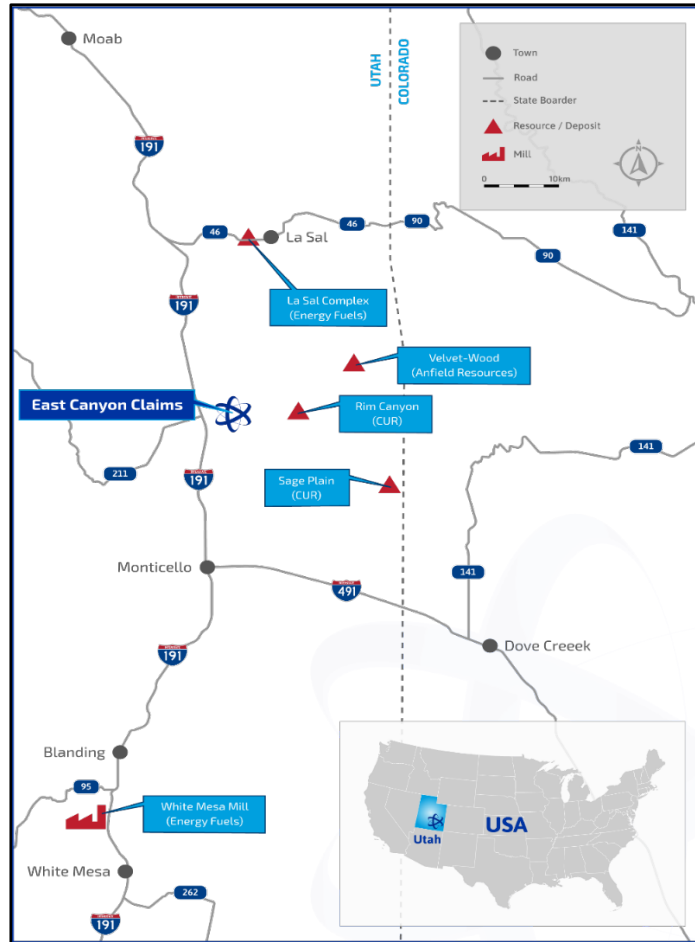 Moab
UTAH
COLORADO
Town
Road
State Boarder
Resource / Deposit
Mill
N
0
10km
191
46
La Sal
46
90
141
90
191
La Sal Complex
(Energy Fuels)
Velvet-Wood
(Anfield Resources)
East Canyon Claims
Rim Canyon
(CUR)
211
191
Sage Plain
(CUR)
141
Monticello
491
141
Dove Creeek
191
Blanding
95
White Mesa Mill
(Energy Fuels)
White Mesa
262
191
USA
Utah